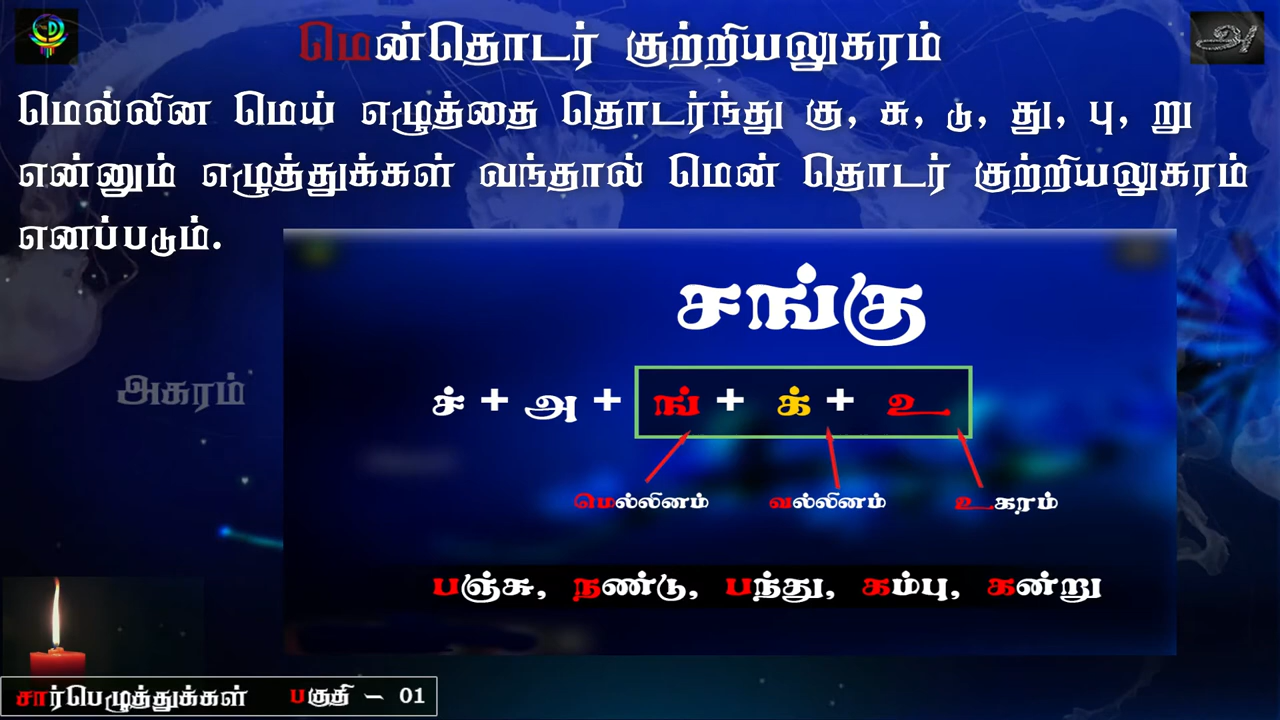 மென்தொடர் குற்றியலுகரம்
அ
மெல்லின மெய் எழுத்தை தொடர்ந்து கு, சு, டு, து, பு, று
என்னும் எழுத்துக்கள் வந்தால் மென் தொடர் குற்றியலுகரம்
எனப்படும்.
சங்கு
அகரம்
ச் + அ + ங் + க் + உ
மெல்லினம் வல்லினம் உகரம்
பஞ்சு, நண்டு, பந்து, கம்பு, கன்று
சார்பெழுத்துக்கள் பகுதி – 01